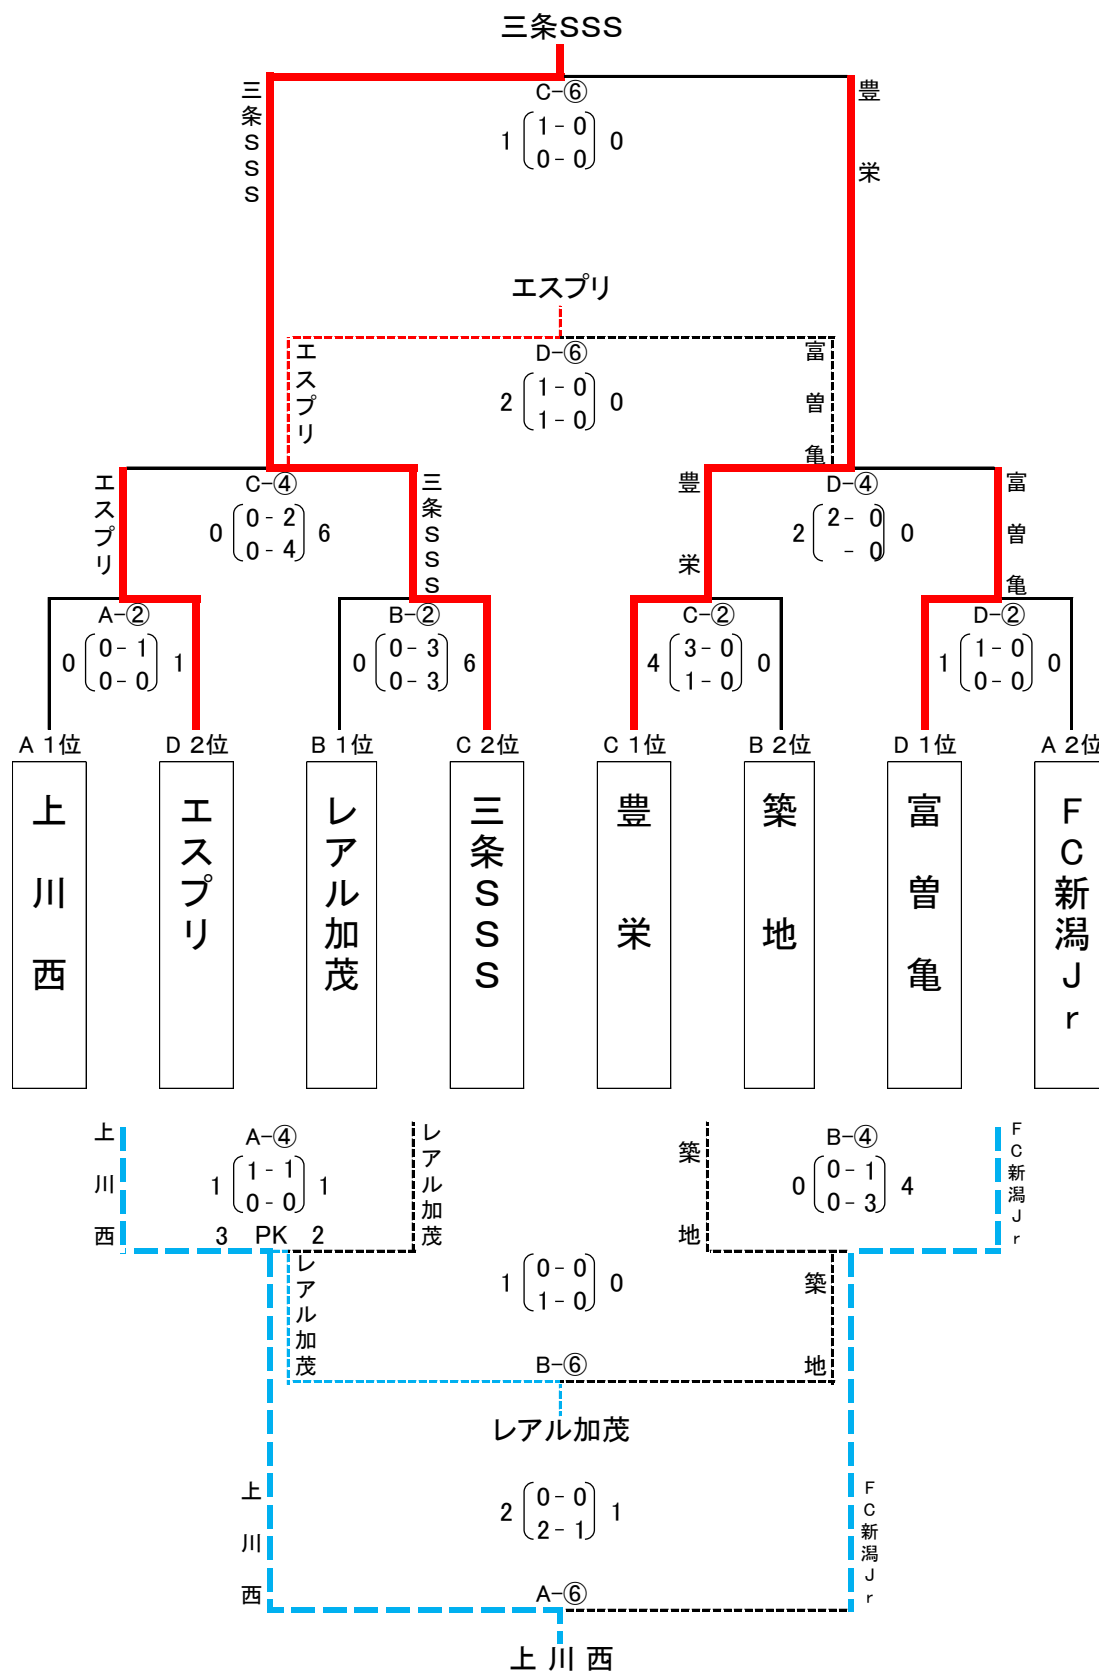 三条SSS
三条SSS
豊栄
C-⑥
1 1-0 0
0-0
エスプリ
エスプリ
富曽亀
D-⑥
2 1-0 0
1-0
エスプリ
三条SSS
C-④
0 0-2 6
0-4
豊栄
富曽亀
D-④
2 2-0 0
-0
A-②
0 0-1 1
0-0
B-②
0 0-3 6
0-3
C-②
4 3-0 0
1-0
D-②
1 1-0 0
0-0
A 1位 D 2位 B 1位 C 2位 C 1位 B 2位 D 1位 A 2位
上川西
エスプリ
レアル加茂
三条SSS
豊栄
築地
富曽亀
FC新潟Jr
上川西
レアル加茂
A-④
1 1-1 1
0-0
3 PK 2
築地
FC新潟Jr
B-④
0 0-1 4
0-3
レアル加茂
築地
1 0-0 0
1-0
B-⑥
レアル加茂
上川西
FC新潟Jr
2 0-0 1
2-1
A-⑥
上川西